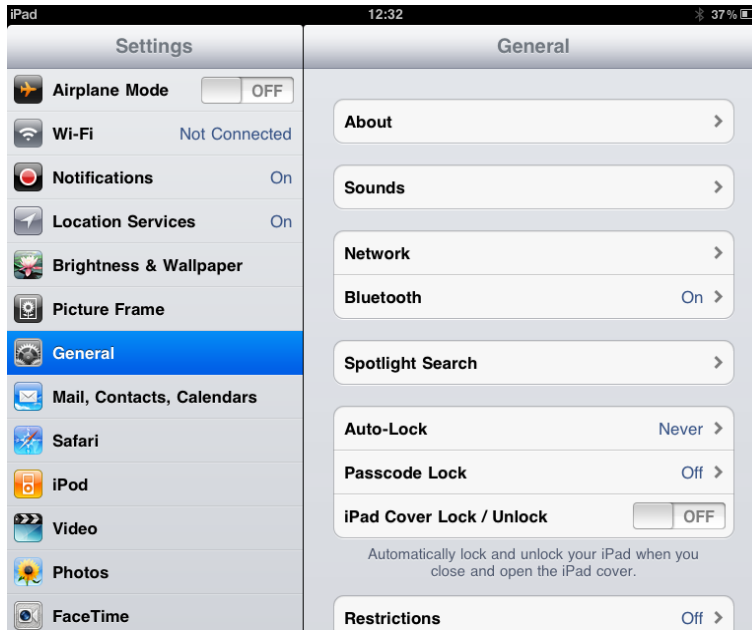 iPad 12:32 37%
Settings
Airplane Mode OFF
Wi-Fi Not Connected
Notifications On
Location Services On
Brightness & Wallpaper
Picture Frame
General
Mail, Contacts, Calendars
Safari
iPod
Video
Photos
FaceTime
General
About
Sounds
Network
Bluetooth On
Spotlight Search
Auto-Lock Never
Passcode Lock Off
iPad Cover Lock / Unlock OFF
Automatically lock and unlock your iPad when you
close and open the iPad cover.
Restrictions Off